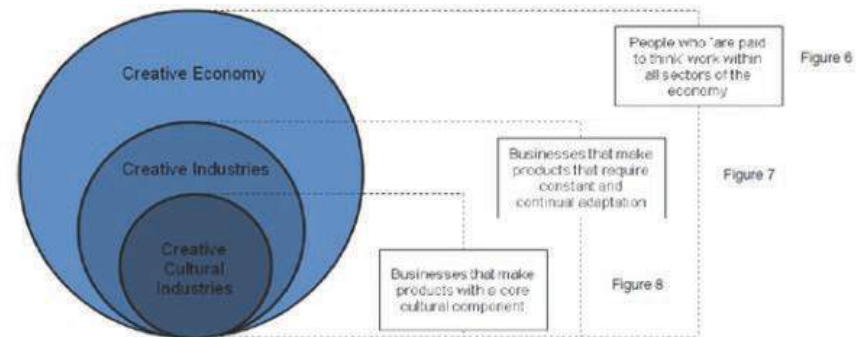 Creative Economy
People who 'are paid
to think' work within
all sectors of the
economy
Figure 6
Creative Industries
Businesses that make
products that require
constant and
continual adaptation
Figure 7
Creative
Cultural
Industries
Businesses that make
products with a core
cultural component
Figure 8